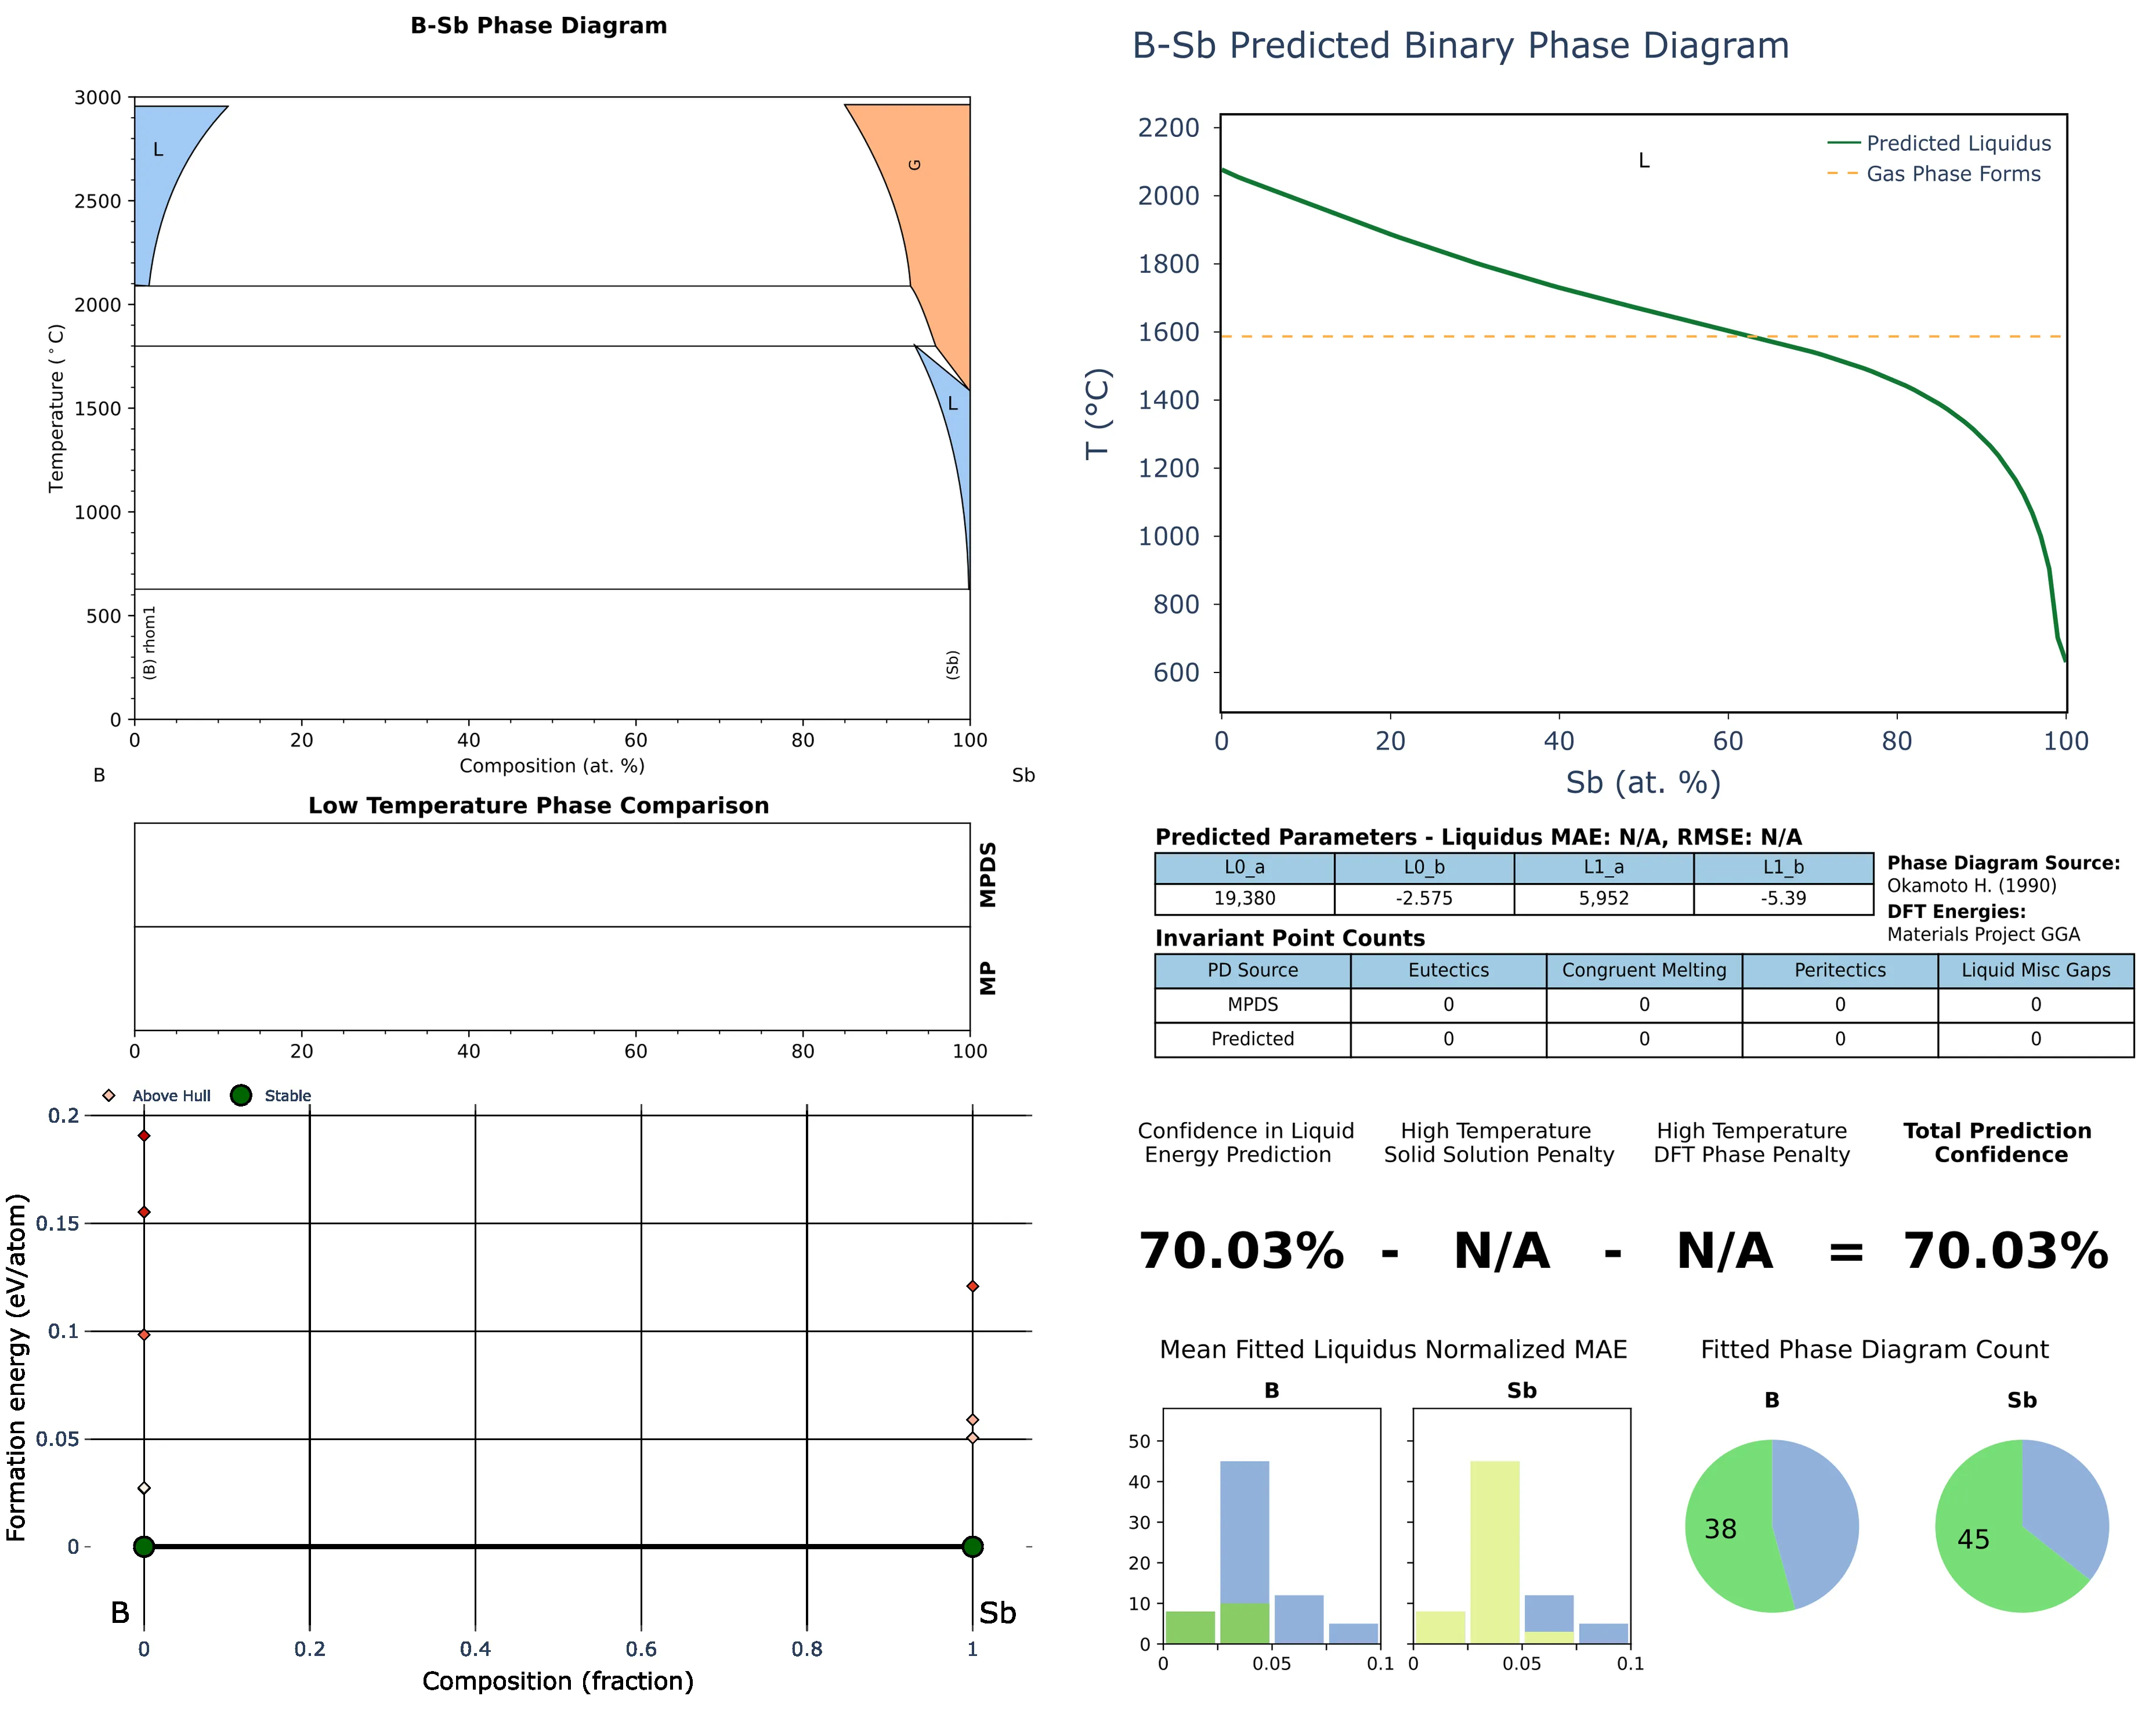 B-Sb Phase Diagram
3000
2500
2000
1500
1000
500
0
Temperature (°C)
L
G
L
(B) rhom1
(Sb)
0 20 40 60 80 100
Composition (at. %)
B Sb
Low Temperature Phase Comparison
MPDS
MP
0 20 40 60 80 100
Above Hull Stable
0.2
0.15
0.1
0.05
0
Formation energy (eV/atom)
B Sb
0 0.2 0.4 0.6 0.8 1
Composition (fraction)
B-Sb Predicted Binary Phase Diagram
2200
2000
1800
1600
1400
1200
1000
800
600
T (°C)
L
Predicted Liquidus
Gas Phase Forms
0 20 40 60 80 100
Sb (at. %)
Predicted Parameters - Liquidus MAE: N/A, RMSE: N/A
L0_a L0_b L1_a L1_b
19,380 -2.575 5,952 -5.39
Phase Diagram Source:
Okamoto H. (1990)
DFT Energies:
Materials Project GGA
Invariant Point Counts
PD Source Eutectics Congruent Melting Peritectics Liquid Misc Gaps
MPDS 0 0 0 0
Predicted 0 0 0 0
Confidence in Liquid Energy Prediction
High Temperature Solid Solution Penalty
High Temperature DFT Phase Penalty
Total Prediction Confidence
70.03% - N/A - N/A = 70.03%
Mean Fitted Liquidus Normalized MAE
B Sb
50
40
30
20
10
0
0 0.05 0.1 0 0.05 0.1
Fitted Phase Diagram Count
B Sb
38 45